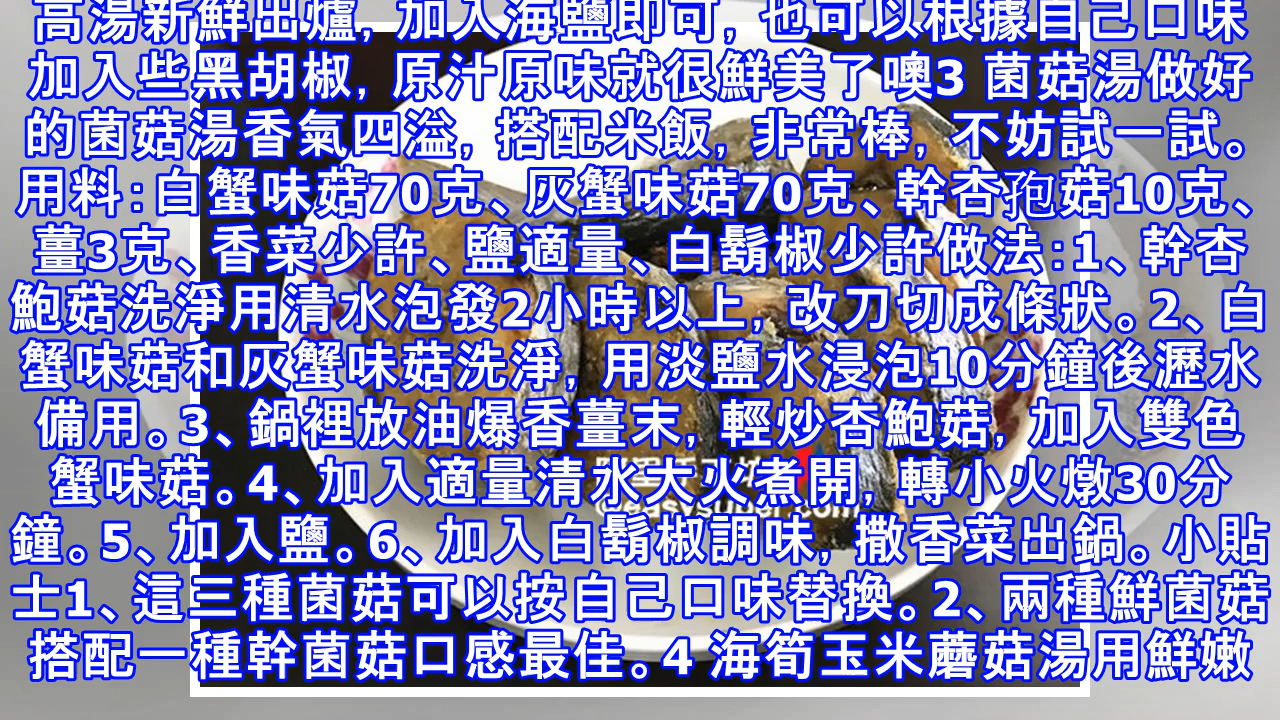 高湯新鮮出爐，加入海鹽即可，也可以根據自己口味
加入些黑胡椒，原汁原味就很鮮美了噢3 菌菇湯做好
的菌菇湯香氣四溢，搭配米飯，非常棒，不妨試一試。
用料：白蟹味菇70克、灰蟹味菇70克、幹杏孢菇10克、
薑3克、香菜少許、鹽適量、白鬍椒少許做法：1、幹杏
鮑菇洗淨用清水泡發2小時以上，改刀切成條狀。2、白
蟹味菇和灰蟹味菇洗淨，用淡鹽水浸泡10分鐘後瀝水
備用。3、鍋裡放油爆香薑末，輕炒杏鮑菇，加入雙色
蟹味菇。4、加入適量清水大火煮開，轉小火燉30分
鐘。5、加入鹽。6、加入白鬍椒調味，撒香菜出鍋。小貼
士1、這三種菌菇可以按自己口味替換。2、兩種鮮菌菇
搭配一種幹菌菇口感最佳。4 海筍玉米蘑菇湯用鮮嫩